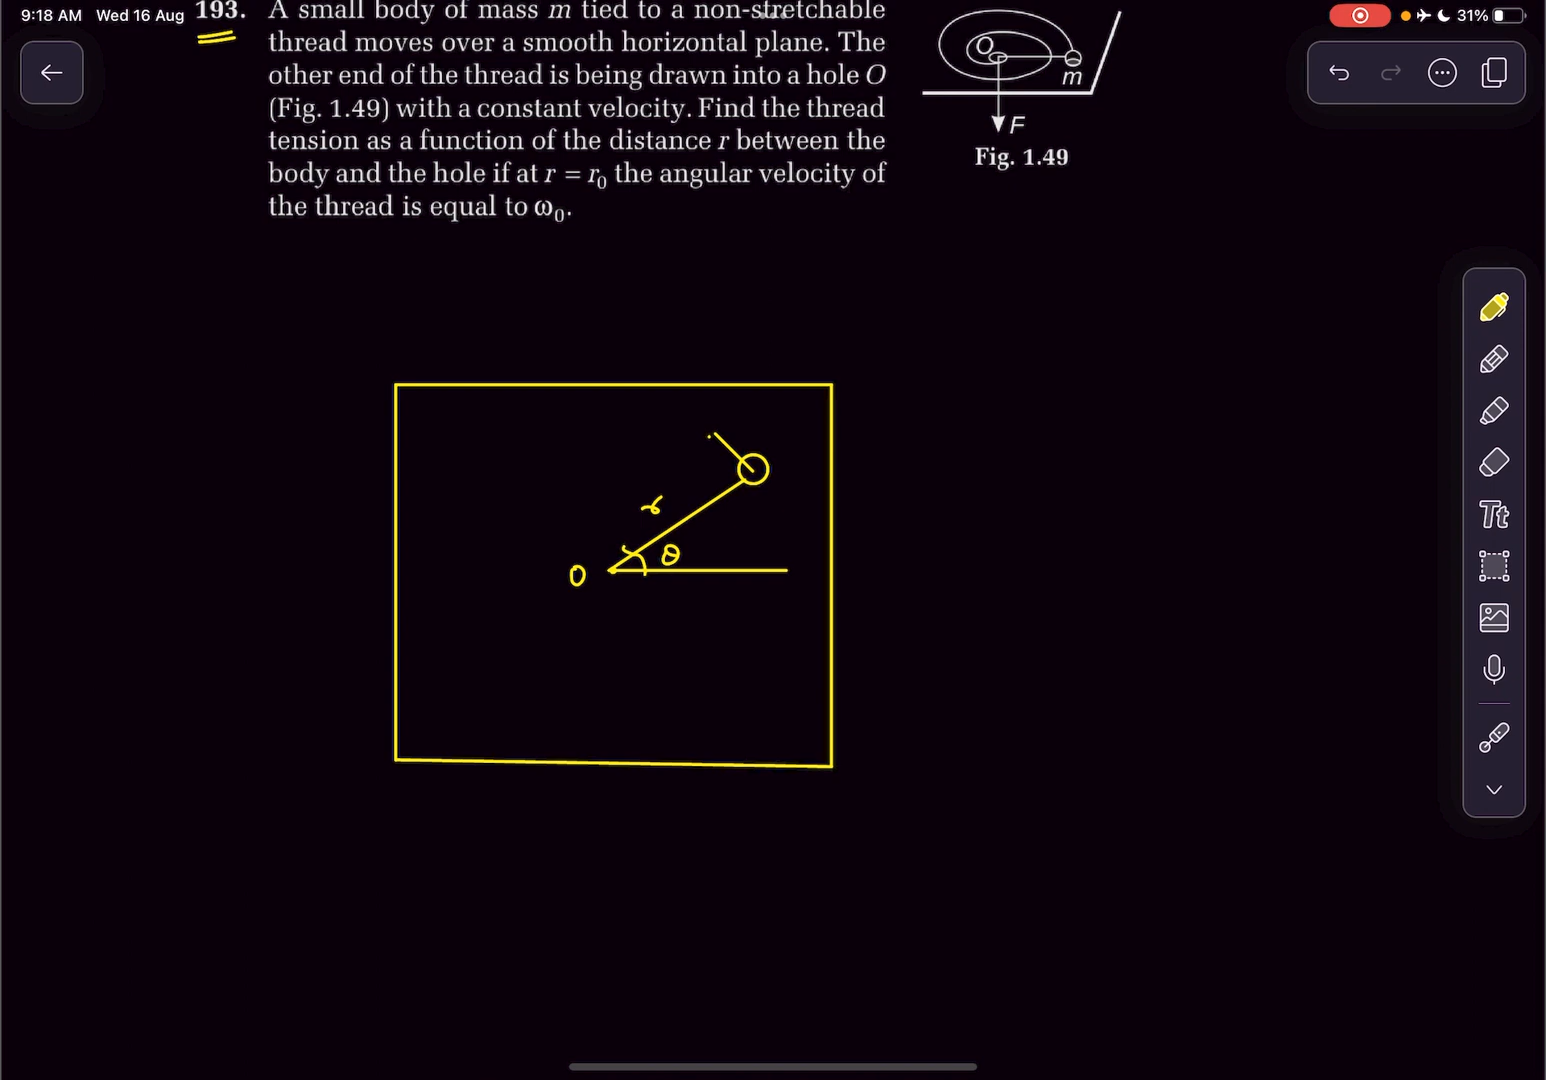 9:18 AM Wed 16 Aug
31%
193. A small body of mass m tied to a non-stretchable
thread moves over a smooth horizontal plane. The
other end of the thread is being drawn into a hole O
(Fig. 1.49) with a constant velocity. Find the thread
tension as a function of the distance r between the
body and the hole if at r = r₀ the angular velocity of
the thread is equal to ω₀.
O
m
F
Fig. 1.49
r
θ
O
Tt